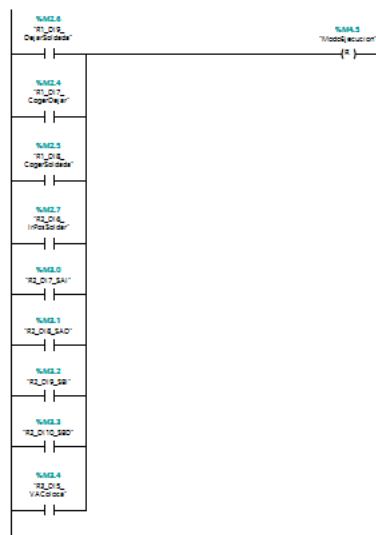 %M2.6
"R1_DI9_
DejarSoldada"
%M4.5
"ModoEjecucion"
(R)
%M2.4
"R1_DI7_
CogerDejar"
%M2.5
"R1_DI8_
CogerSoldada"
%M2.7
"R2_DI6_
IrPosSoldar"
%M3.0
"R2_DI7_SAI"
%M3.1
"R2_DI8_SAD"
%M3.2
"R2_DI9_SBI"
%M3.3
"R2_DI10_SBD"
%M3.4
"R2_DI5_
VAColoca"